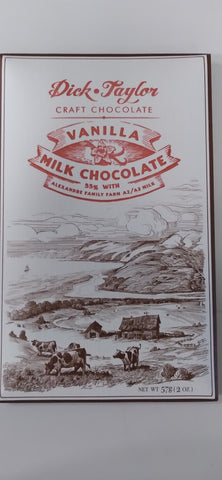 Dick · Taylor
CRAFT CHOCOLATE
VANILLA
MILK CHOCOLATE
55% WITH
ALEXANDRE FAMILY FARM A2/A2 MILK
NET WT 57g (2 OZ.)